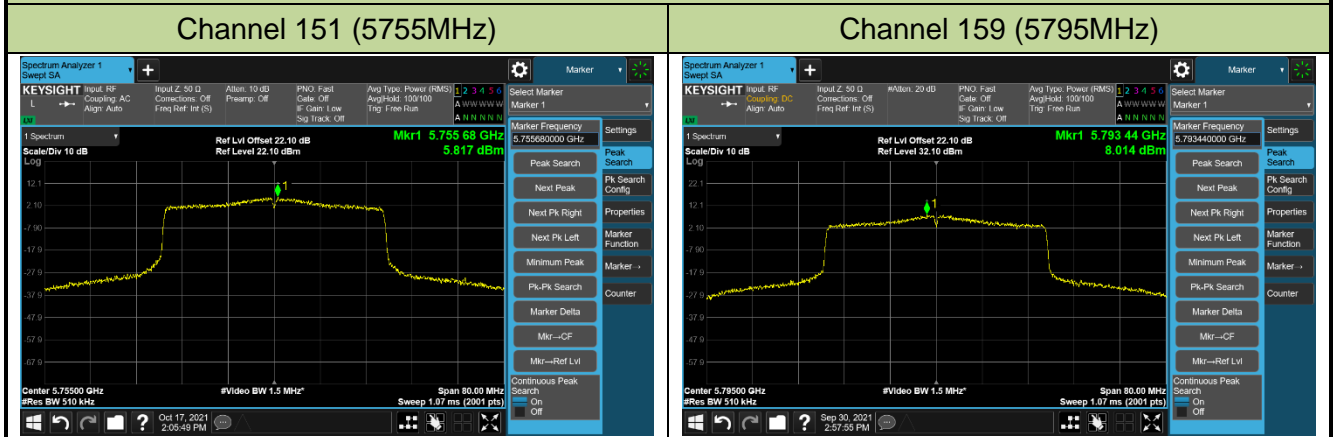 Channel 151 (5755MHz)
Channel 159 (5795MHz)
Spectrum Analyzer 1
Swept SA
Marker
KEYSIGHT
L
Input: RF
Coupling: AC
Align: Auto
Input Z: 50 Ω
Corrections: Off
Freq Ref: Int (S)
Atten: 10 dB
Preamp: Off
PNO: Fast
Gate: Off
IF Gain: Low
Sig Track: Off
Avg Type: Power (RMS)
Avg|Hold: 100/100
Trig: Free Run
1 2 3 4 5 6
A W W W W W
A N N N N N
Select Marker
Marker 1
1 Spectrum
Scale/Div 10 dB
Log
Ref Lvl Offset 22.10 dB
Ref Level 22.10 dBm
Mkr1 5.755 68 GHz
5.817 dBm
12.1
2.10
-7.90
-17.9
-27.9
-37.9
-47.9
-57.9
-67.9
1
Center 5.75500 GHz
#Res BW 510 kHz
#Video BW 1.5 MHz*
Span 80.00 MHz
Sweep 1.07 ms (2001 pts)
Marker Frequency
5.755680000 GHz
Peak Search
Next Peak
Next Pk Right
Next Pk Left
Minimum Peak
Pk-Pk Search
Marker Delta
Mkr→CF
Mkr→Ref Lvl
Continuous Peak
Search
On
Off
Settings
Peak
Search
Pk Search
Config
Properties
Marker
Function
Marker→
Counter
?
Oct 17, 2021
2:05:49 PM
Spectrum Analyzer 1
Swept SA
Marker
KEYSIGHT
Input: RF
Coupling: DC
Align: Auto
Input Z: 50 Ω
Corrections: Off
Freq Ref: Int (S)
#Atten: 20 dB
PNO: Fast
Gate: Off
IF Gain: Low
Sig Track: Off
Avg Type: Power (RMS)
Avg|Hold: 100/100
Trig: Free Run
1 2 3 4 5 6
A W W W W W
A N N N N N
Select Marker
Marker 1
1 Spectrum
Scale/Div 10 dB
Log
Ref Lvl Offset 22.10 dB
Ref Level 32.10 dBm
Mkr1 5.793 44 GHz
8.014 dBm
22.1
12.1
2.10
-7.90
-17.9
-27.9
-37.9
-47.9
-57.9
1
Center 5.79500 GHz
#Res BW 510 kHz
#Video BW 1.5 MHz*
Span 80.00 MHz
Sweep 1.07 ms (2001 pts)
Marker Frequency
5.793440000 GHz
Peak Search
Next Peak
Next Pk Right
Next Pk Left
Minimum Peak
Pk-Pk Search
Marker Delta
Mkr→CF
Mkr→Ref Lvl
Continuous Peak
Search
On
Off
Settings
Peak
Search
Pk Search
Config
Properties
Marker
Function
Marker→
Counter
?
Sep 30, 2021
2:57:55 PM